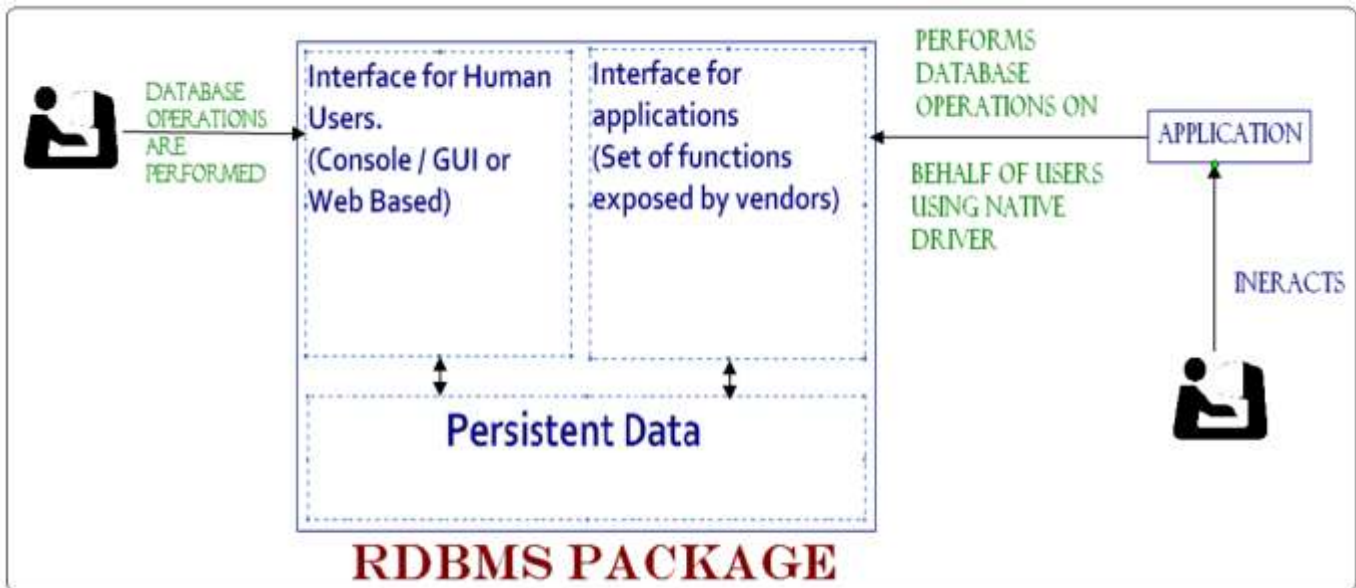 DATABASE
OPERATIONS
ARE
PERFORMED
Interface for Human
Users.
(Console / GUI or
Web Based)
Interface for
applications
(Set of functions
exposed by vendors)
PERFORMS
DATABASE
OPERATIONS ON
BEHALF OF USERS
USING NATIVE
DRIVER
APPLICATION
INERACTS
Persistent Data
RDBMS PACKAGE